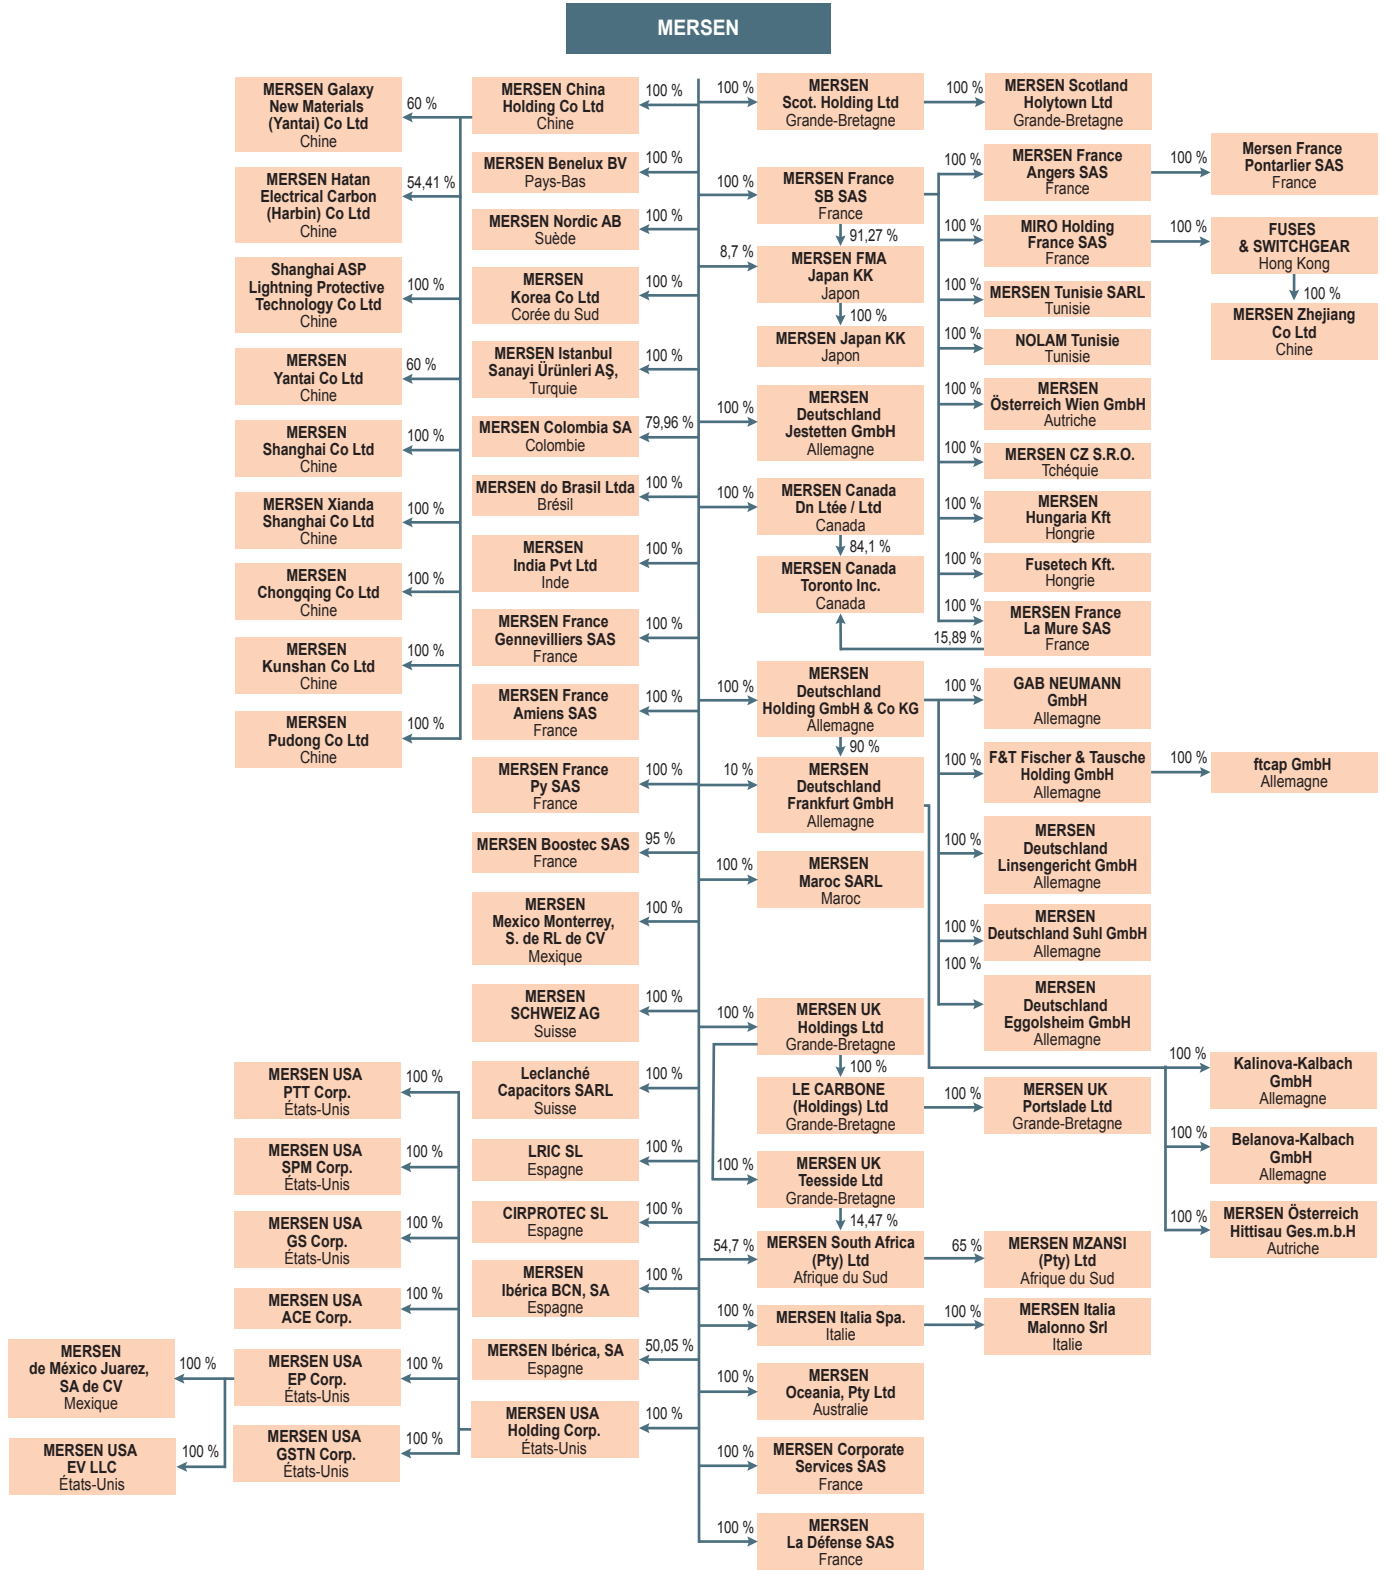 MERSEN
MERSEN Galaxy
New Materials
(Yantai) Co Ltd
Chine
60 %
MERSEN Hatan
Electrical Carbon
(Harbin) Co Ltd
Chine
54,41 %
Shanghai ASP
Lightning Protective
Technology Co Ltd
Chine
100 %
MERSEN
Yantai Co Ltd
Chine
60 %
MERSEN
Shanghai Co Ltd
Chine
100 %
MERSEN Xianda
Shanghai Co Ltd
Chine
100 %
MERSEN
Chongqing Co Ltd
Chine
100 %
MERSEN
Kunshan Co Ltd
Chine
100 %
MERSEN
Pudong Co Ltd
Chine
100 %
MERSEN USA
PTT Corp.
États-Unis
100 %
MERSEN USA
SPM Corp.
États-Unis
100 %
MERSEN USA
GS Corp.
États-Unis
100 %
MERSEN USA
ACE Corp.
100 %
MERSEN USA
EP Corp.
États-Unis
100 %
MERSEN USA
GSTN Corp.
États-Unis
100 %
MERSEN
de México Juarez,
SA de CV
Mexique
100 %
MERSEN USA
EV LLC
États-Unis
100 %
MERSEN China
Holding Co Ltd
Chine
100 %
MERSEN Benelux BV
Pays-Bas
100 %
MERSEN Nordic AB
Suède
100 %
MERSEN
Korea Co Ltd
Corée du Sud
100 %
MERSEN Istanbul
Sanayi Ürünleri AŞ,
Turquie
100 %
MERSEN Colombia SA
Colombie
79,96 %
MERSEN do Brasil Ltda
Brésil
100 %
MERSEN
India Pvt Ltd
Inde
100 %
MERSEN France
Gennevilliers SAS
France
100 %
MERSEN France
Amiens SAS
France
100 %
MERSEN France
Py SAS
France
100 %
MERSEN Boostec SAS
France
95 %
MERSEN
Mexico Monterrey,
S. de RL de CV
Mexique
100 %
MERSEN
SCHWEIZ AG
Suisse
100 %
Leclanché
Capacitors SARL
Suisse
100 %
LRIC SL
Espagne
100 %
CIRPROTEC SL
Espagne
100 %
MERSEN
Ibérica BCN, SA
Espagne
100 %
MERSEN Ibérica, SA
Espagne
50,05 %
MERSEN USA
Holding Corp.
États-Unis
100 %
100 %
MERSEN
Scot. Holding Ltd
Grande-Bretagne
100 %
MERSEN Scotland
Holytown Ltd
Grande-Bretagne
100 %
MERSEN France
SB SAS
France
91,27 %
8,7 %
MERSEN FMA
Japan KK
Japon
100 %
MERSEN Japan KK
Japon
100 %
MERSEN
Deutschland
Jestetten GmbH
Allemagne
100 %
MERSEN Canada
Dn Ltée / Ltd
Canada
84,1 %
MERSEN Canada
Toronto Inc.
Canada
15,89 %
100 %
MERSEN
Deutschland
Holding GmbH & Co KG
Allemagne
90 %
10 %
MERSEN
Deutschland
Frankfurt GmbH
Allemagne
100 %
MERSEN
Maroc SARL
Maroc
100 %
MERSEN UK
Holdings Ltd
Grande-Bretagne
100 %
LE CARBONE
(Holdings) Ltd
Grande-Bretagne
100 %
MERSEN UK
Portslade Ltd
Grande-Bretagne
100 %
MERSEN UK
Teesside Ltd
Grande-Bretagne
14,47 %
54,7 %
MERSEN South Africa
(Pty) Ltd
Afrique du Sud
65 %
MERSEN MZANSI
(Pty) Ltd
Afrique du Sud
100 %
MERSEN Italia Spa.
Italie
100 %
MERSEN Italia
Malonno Srl
Italie
100 %
MERSEN
Oceania, Pty Ltd
Australie
100 %
MERSEN Corporate
Services SAS
France
100 %
MERSEN
La Défense SAS
France
100 %
MERSEN France
Angers SAS
France
100 %
Mersen France
Pontarlier SAS
France
100 %
MIRO Holding
France SAS
France
100 %
FUSES
& SWITCHGEAR
Hong Kong
100 %
MERSEN Zhejiang
Co Ltd
Chine
100 %
MERSEN Tunisie SARL
Tunisie
100 %
NOLAM Tunisie
Tunisie
100 %
MERSEN
Österreich Wien GmbH
Autriche
100 %
MERSEN CZ S.R.O.
Tchéquie
100 %
MERSEN
Hungaria Kft
Hongrie
100 %
Fusetech Kft.
Hongrie
100 %
MERSEN France
La Mure SAS
France
100 %
GAB NEUMANN
GmbH
Allemagne
100 %
F&T Fischer & Tausche
Holding GmbH
Allemagne
100 %
ftcap GmbH
Allemagne
100 %
MERSEN
Deutschland
Linsengericht GmbH
Allemagne
100 %
MERSEN
Deutschland Suhl GmbH
Allemagne
100 %
MERSEN
Deutschland
Eggolsheim GmbH
Allemagne
100 %
Kalinova-Kalbach
GmbH
Allemagne
100 %
Belanova-Kalbach
GmbH
Allemagne
100 %
MERSEN Österreich
Hittisau Ges.m.b.H
Autriche